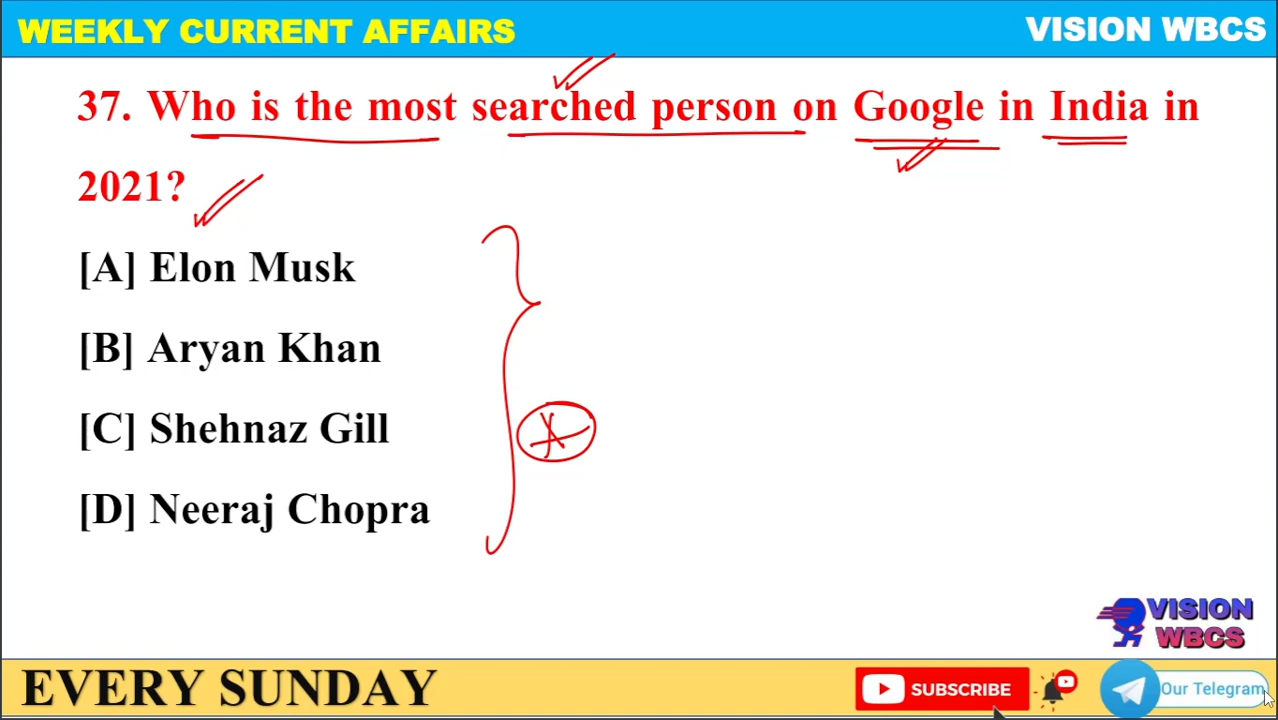 WEEKLY CURRENT AFFAIRS
VISION WBCS
37. Who is the most searched person on Google in India in
2021?
[A] Elon Musk
[B] Aryan Khan
[C] Shehnaz Gill
[D] Neeraj Chopra
VISION
WBCS
EVERY SUNDAY
SUBSCRIBE
Our Telegram